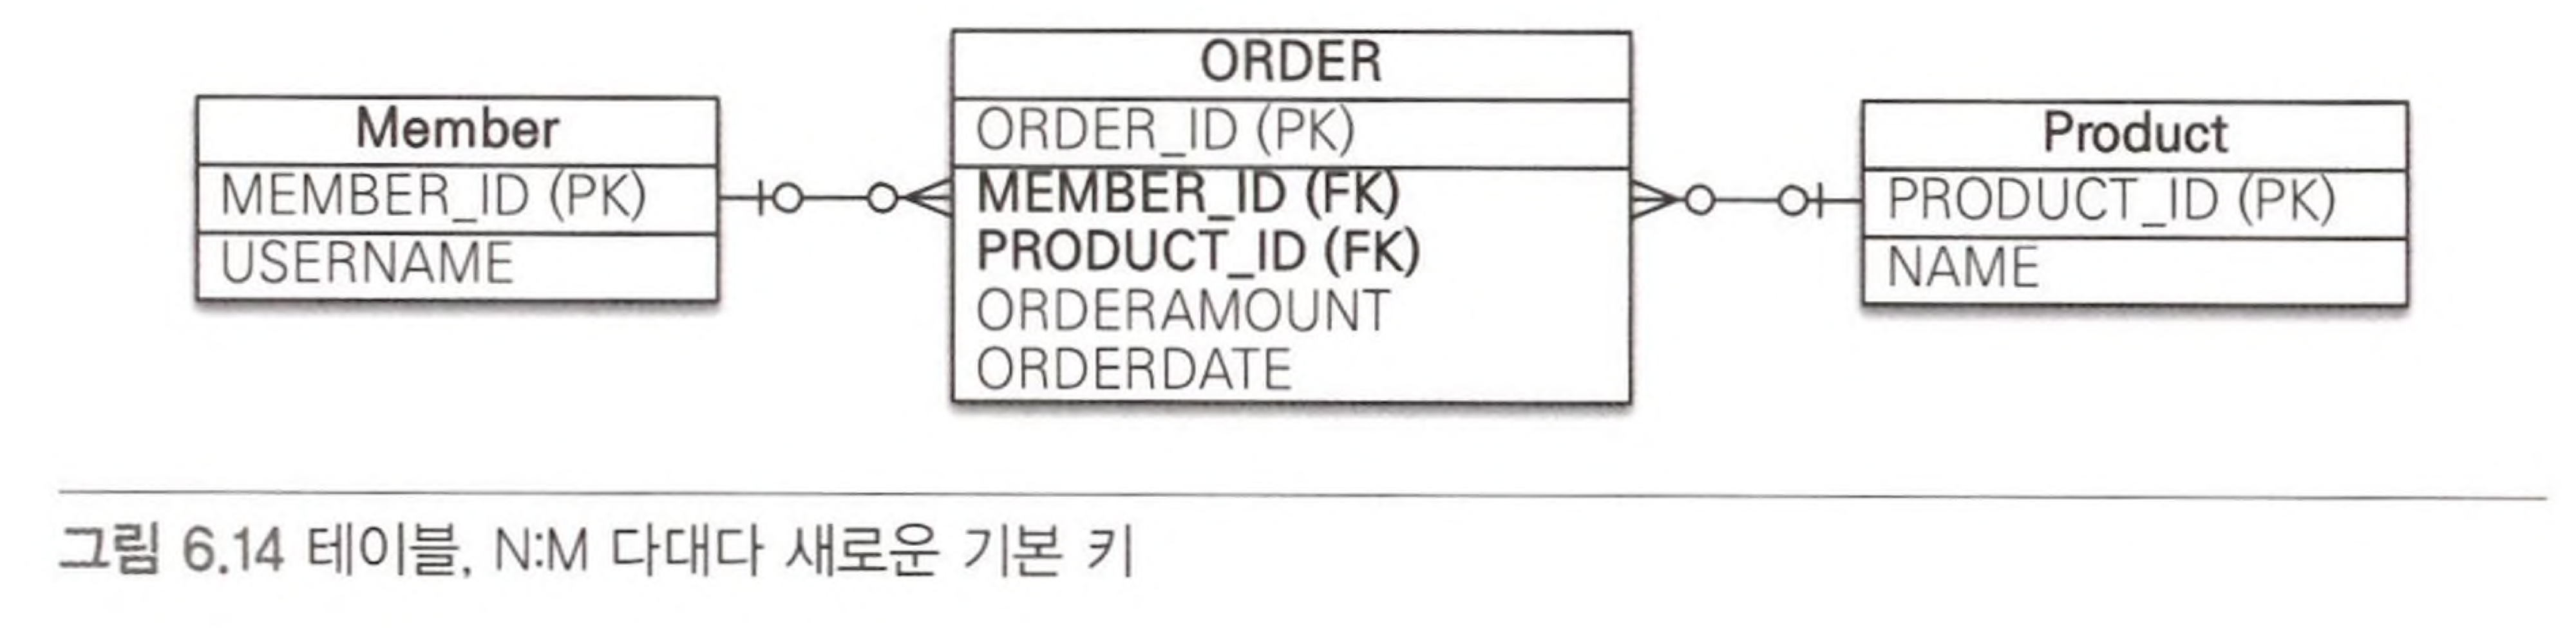 Member
MEMBER_ID (PK)
USERNAME
ORDER
ORDER_ID (PK)
MEMBER_ID (FK)
PRODUCT_ID (FK)
ORDERAMOUNT
ORDERDATE
Product
PRODUCT_ID (PK)
NAME
그림 6.14 테이블, N:M 다대다 새로운 기본 키